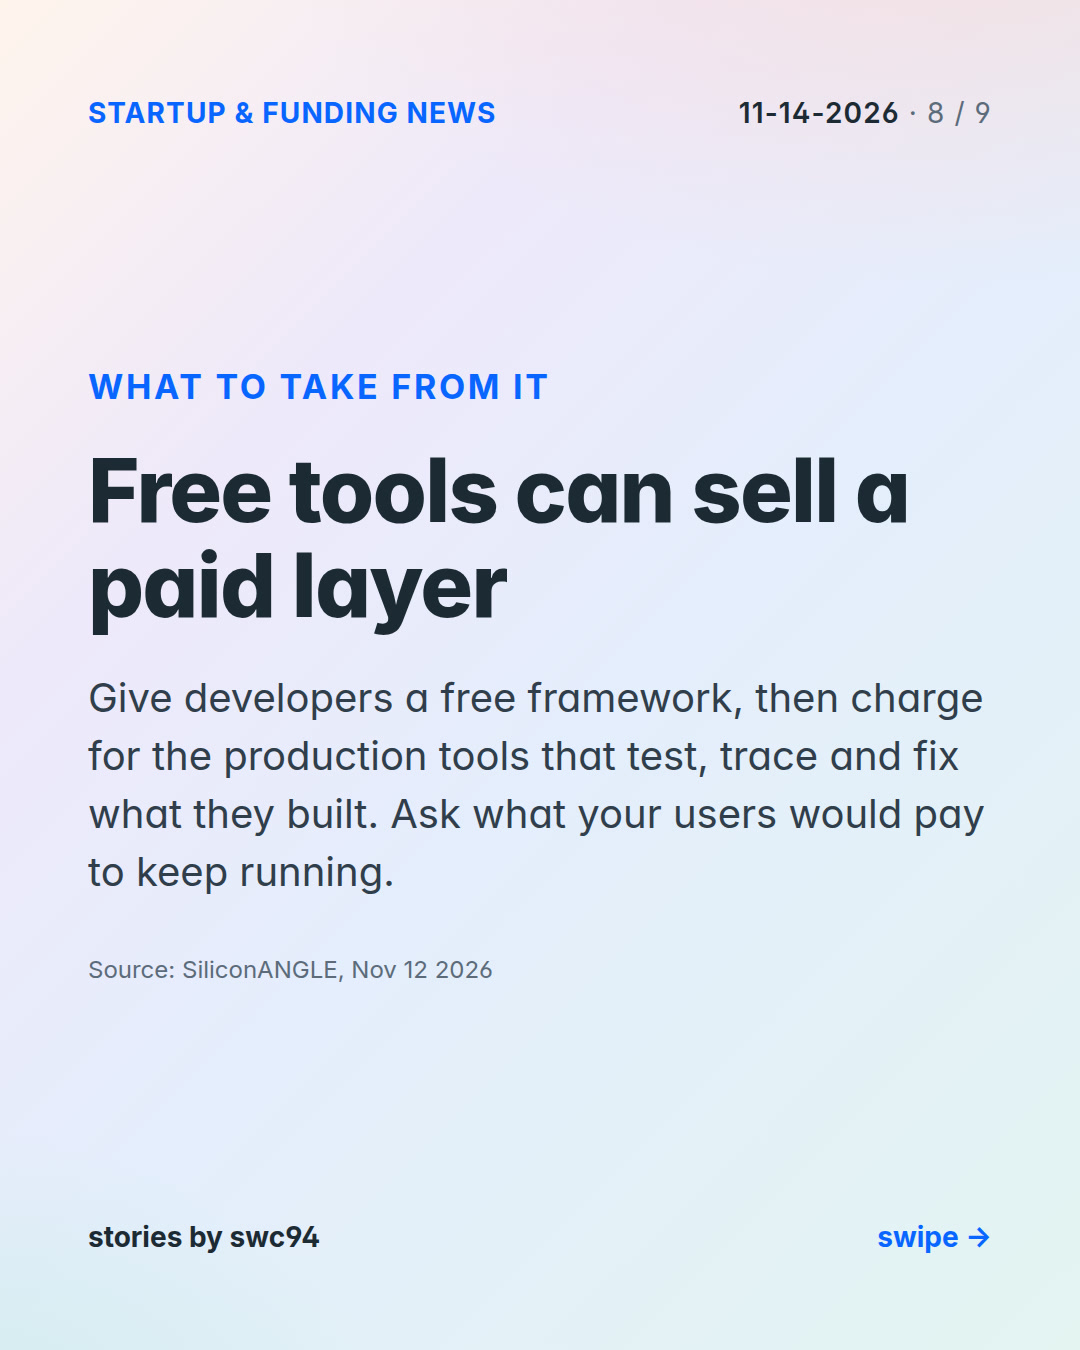 STARTUP & FUNDING NEWS
11-14-2026 · 8 / 9
WHAT TO TAKE FROM IT
Free tools can sell a
paid layer
Give developers a free framework, then charge
for the production tools that test, trace and fix
what they built. Ask what your users would pay
to keep running.
Source: SiliconANGLE, Nov 12 2026
stories by swc94
swipe →